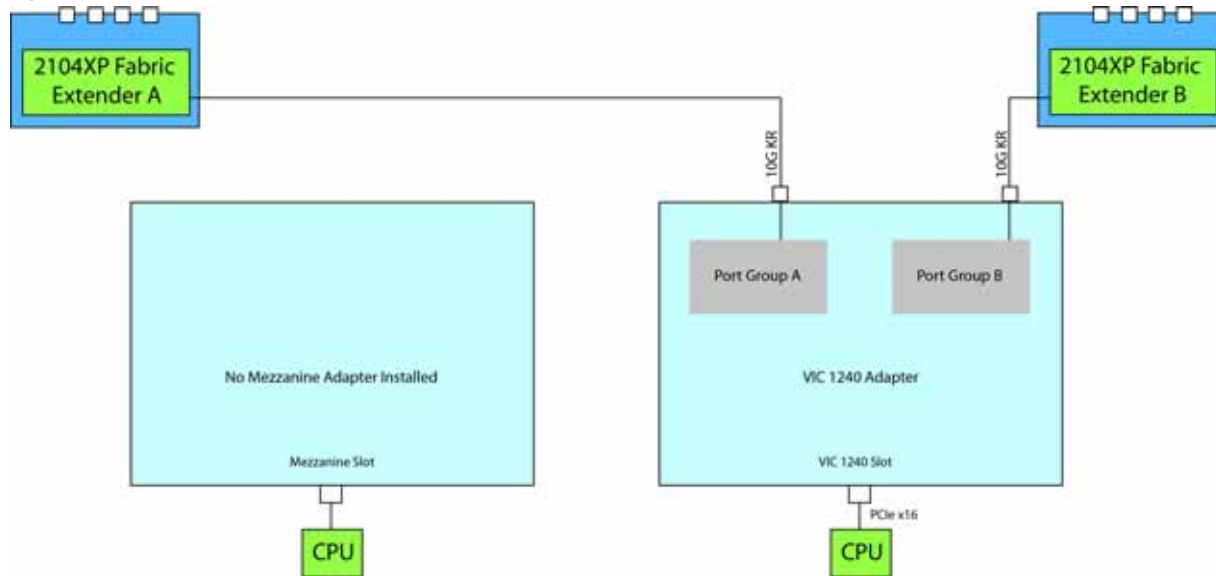 2104XP Fabric
Extender A
2104XP Fabric
Extender B
10G KR
10G KR
Port Group A
Port Group B
No Mezzanine Adapter Installed
VIC 1240 Adapter
Mezzanine Slot
VIC 1240 Slot
PCIe x16
CPU
CPU